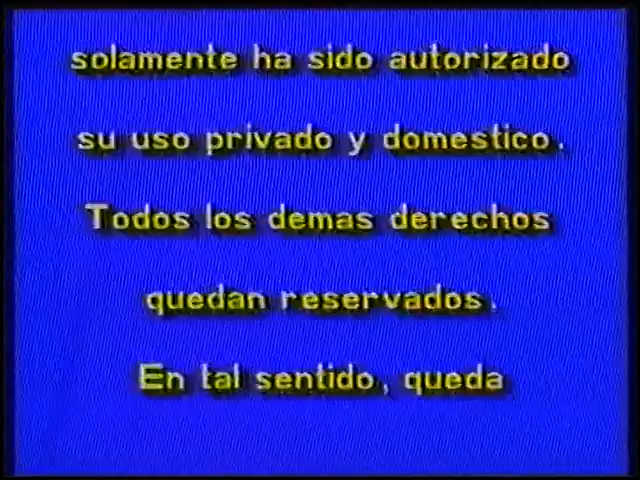 solamente ha sido autorizado
su uso privado y domestico.
Todos los demas derechos
quedan reservados.
En tal sentido, queda